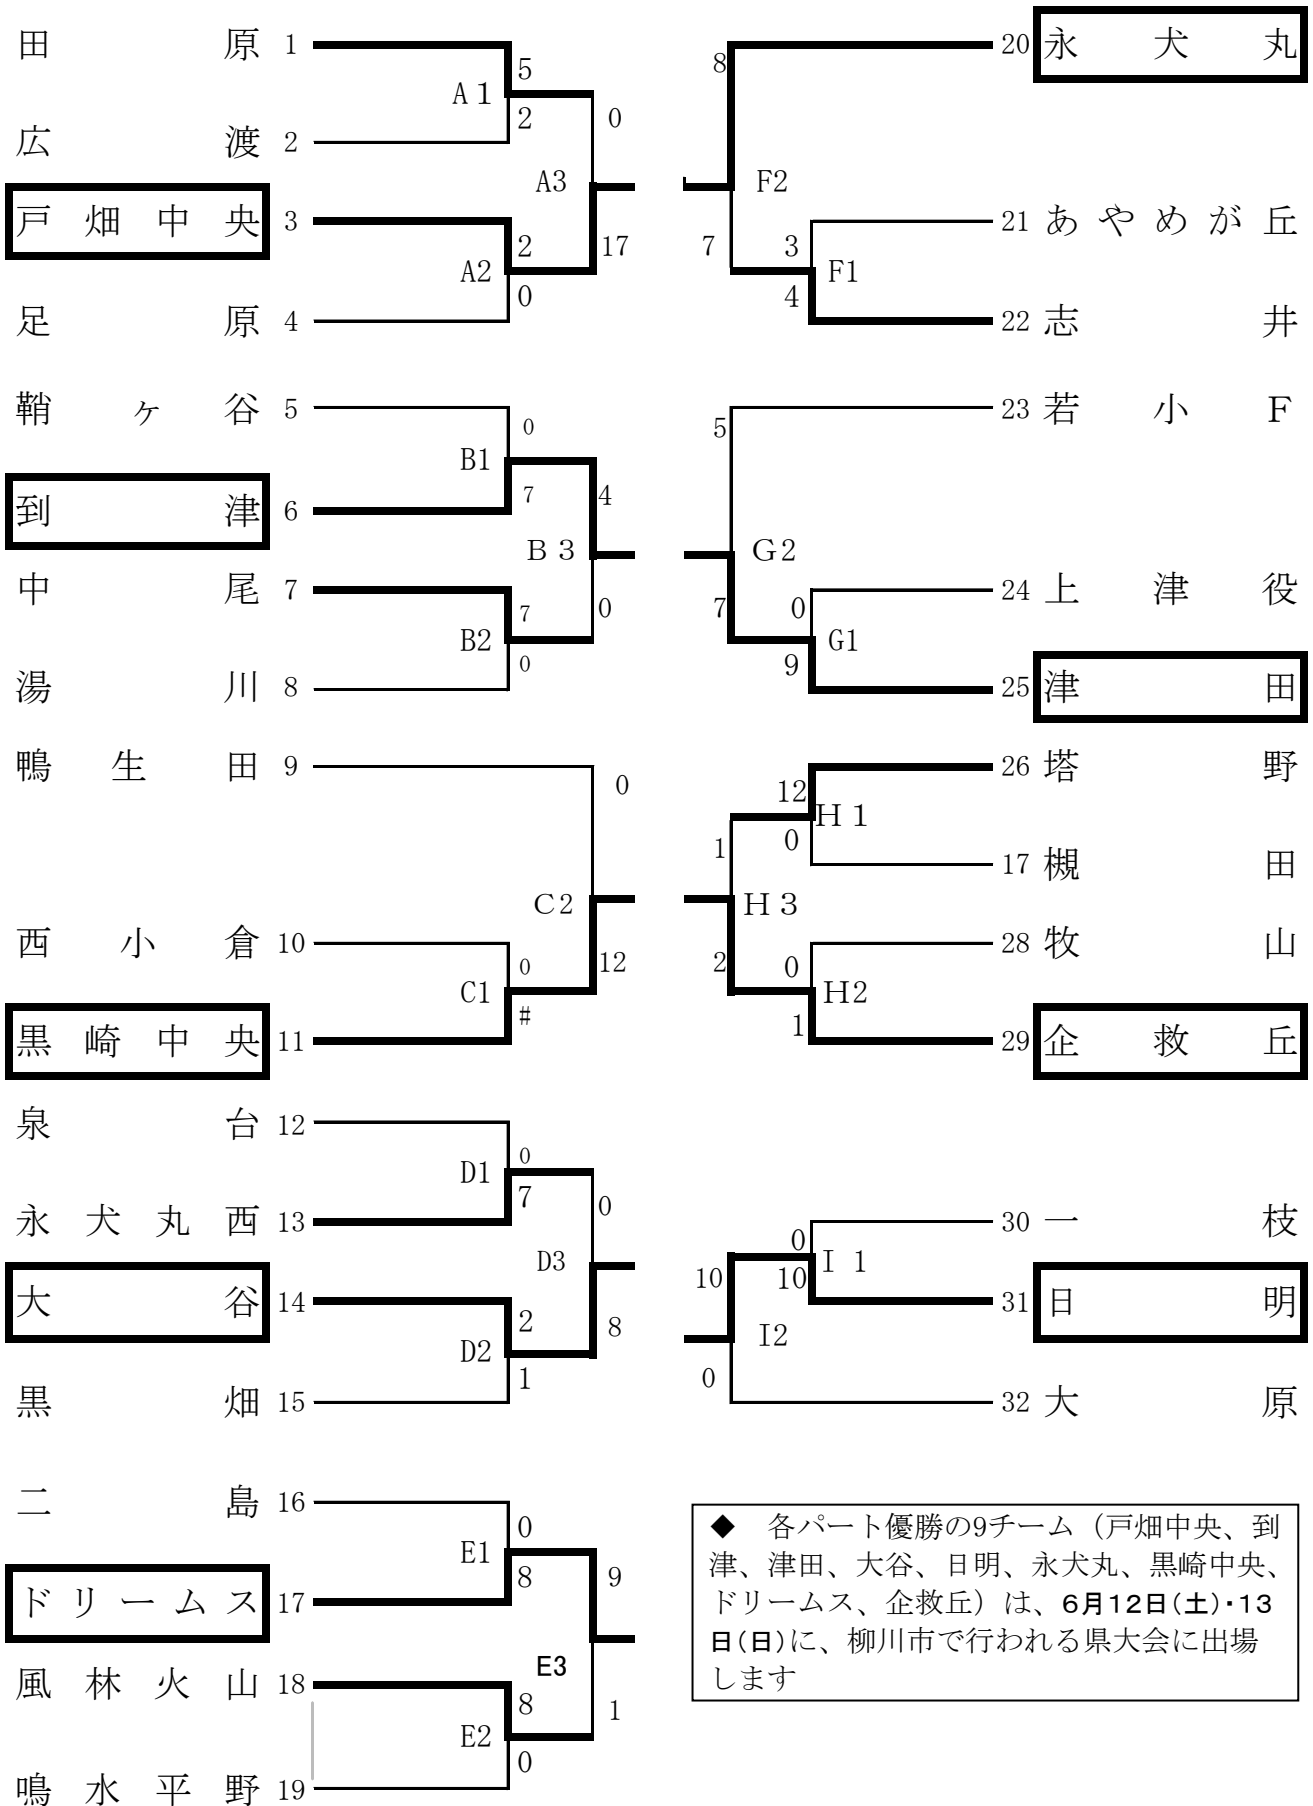 田原 1
5
A 1
2
0
広渡 2
A3
戸畑中央 3
2
17
A2
0
足原 4
鞘ヶ谷 5
0
B1
7
4
到津 6
B 3
中尾 7
7
0
B2
0
湯川 8
鴨生田 9
0
C2
西小倉 10
0
12
C1
#
黒崎中央 11
泉台 12
0
D1
7
0
永犬丸西 13
D3
大谷 14
2
8
D2
1
黒畑 15
二島 16
0
E1
8
9
ドリームス 17
E3
風林火山 18
8
1
E2
0
鳴水平野 19
20 永犬丸
8
F2
21 あやめが丘
7
3
F1
4
22 志井
23 若小F
5
G2
24 上津役
7
0
G1
9
25 津田
26 塔野
12
H 1
1
0
17 槻田
H 3
28 牧山
2
0
H2
1
29 企救丘
30 一枝
0
I 1
10
10
31 日明
I2
0
32 大原
◆ 各パート優勝の9チーム（戸畑中央、到
津、津田、大谷、日明、永犬丸、黒崎中央、
ドリームス、企救丘）は、6月12日(土)・13
日(日)に、柳川市で行われる県大会に出場
します